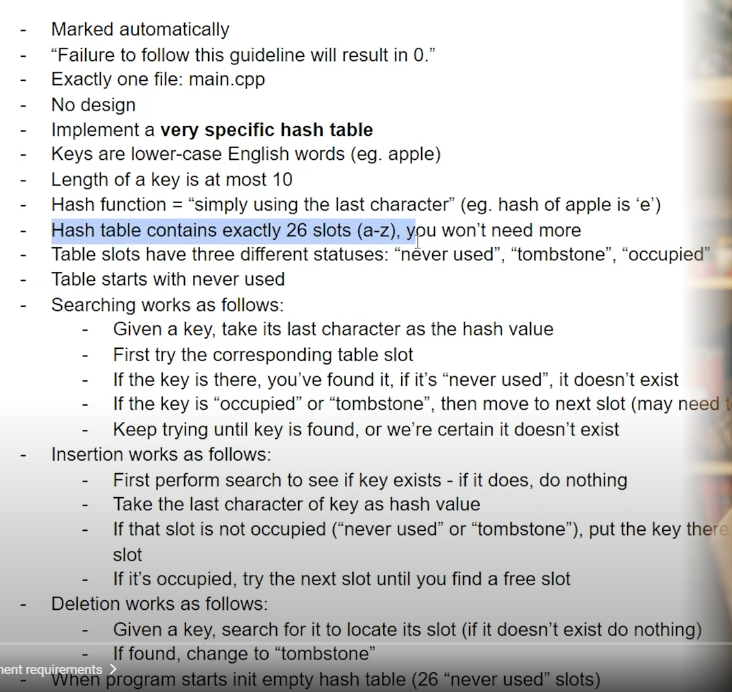 - Marked automatically
- “Failure to follow this guideline will result in 0.”
- Exactly one file: main.cpp
- No design
- Implement a very specific hash table
- Keys are lower-case English words (eg. apple)
- Length of a key is at most 10
- Hash function = “simply using the last character” (eg. hash of apple is ‘e’)
- Hash table contains exactly 26 slots (a-z), you won’t need more
- Table slots have three different statuses: “never used”, “tombstone”, “occupied”
- Table starts with never used
- Searching works as follows:
- Given a key, take its last character as the hash value
- First try the corresponding table slot
- If the key is there, you’ve found it, if it’s “never used”, it doesn’t exist
- If the key is “occupied” or “tombstone”, then move to next slot (may need
- Keep trying until key is found, or we’re certain it doesn’t exist
- Insertion works as follows:
- First perform search to see if key exists - if it does, do nothing
- Take the last character of key as hash value
- If that slot is not occupied (“never used” or “tombstone”), put the key there
slot
- If it’s occupied, try the next slot until you find a free slot
- Deletion works as follows:
- Given a key, search for it to locate its slot (if it doesn’t exist do nothing)
- If found, change to “tombstone”
requirements
- When program starts init empty hash table (26 “never used” slots)